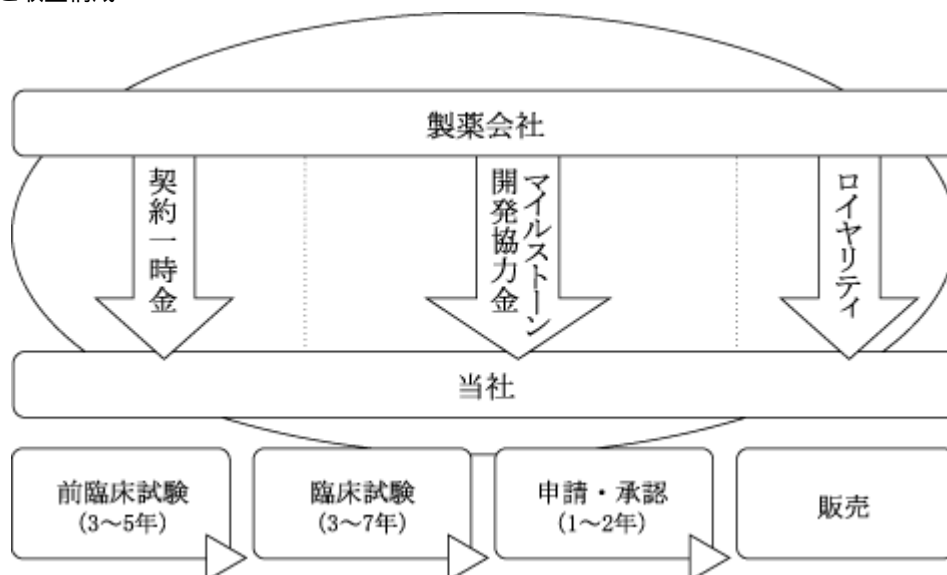 製薬会社
契約一時金
開発協力金
マイルストーン
ロイヤリティ
当社
前臨床試験
(3～5年)
臨床試験
(3～7年)
申請・承認
(1～2年)
販売